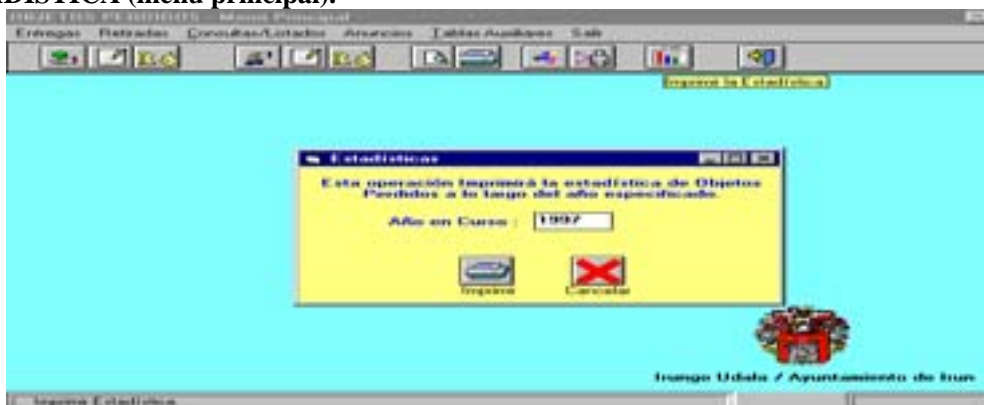 DISTICA (menú principal).
OBJETOS PERDIDOS - Menú Principal
Entregas Retiradas Consultas/Listados Anuncios Tablas Auxiliares Salir
Imprimir la Estadística
Estadísticas
Esta operación Imprimirá la estadística de Objetos
Perdidos a lo largo del año especificado.
Año en Curso : 1997
Imprimir Cancelar
Irungo Udala / Ayuntamiento de Irun
Imprime Estadística